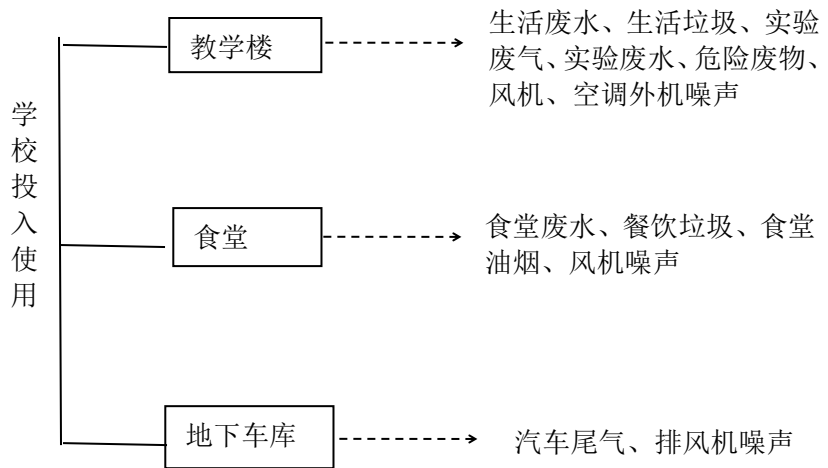 学校投入使用
教学楼
生活废水、生活垃圾、实验
废气、实验废水、危险废物、
风机、空调外机噪声
食堂
食堂废水、餐饮垃圾、食堂
油烟、风机噪声
地下车库
汽车尾气、排风机噪声